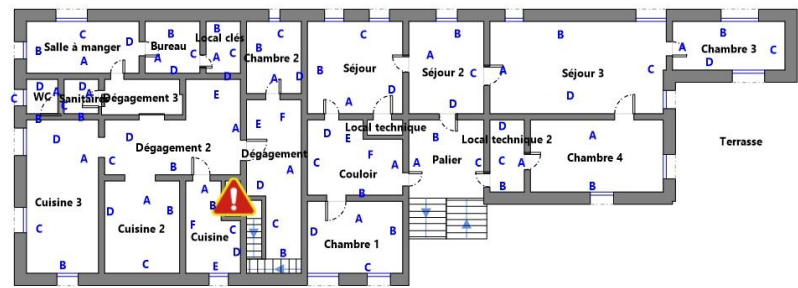 C B C B
Salle à manger D B Bureau C A B Local clés C A B Chambre 2 C A
A D D
Séjour C B D A D
Séjour 2 B A C D
Séjour 3 B A C D
Chambre 3 B A C D
WC D A C B
Sanitaires D A C B
Dégagement 3
Dégagement 2 E D A C B
Dégagement E F D A C B
Local technique
Couloir D E F C A B
Palier B A C
Local technique 2 D C A B
Chambre 4 A B
Terrasse
Cuisine 3 D A C B
Cuisine 2 A D B C
Cuisine A B F C D E
Chambre 1 A D B C